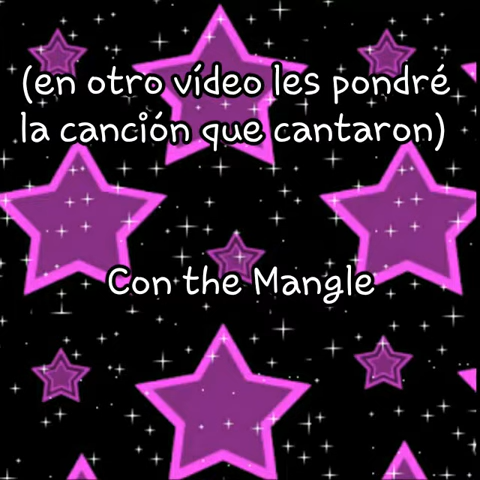 (en otro vídeo les pondré
la canción que cantaron)
Con the Mangle